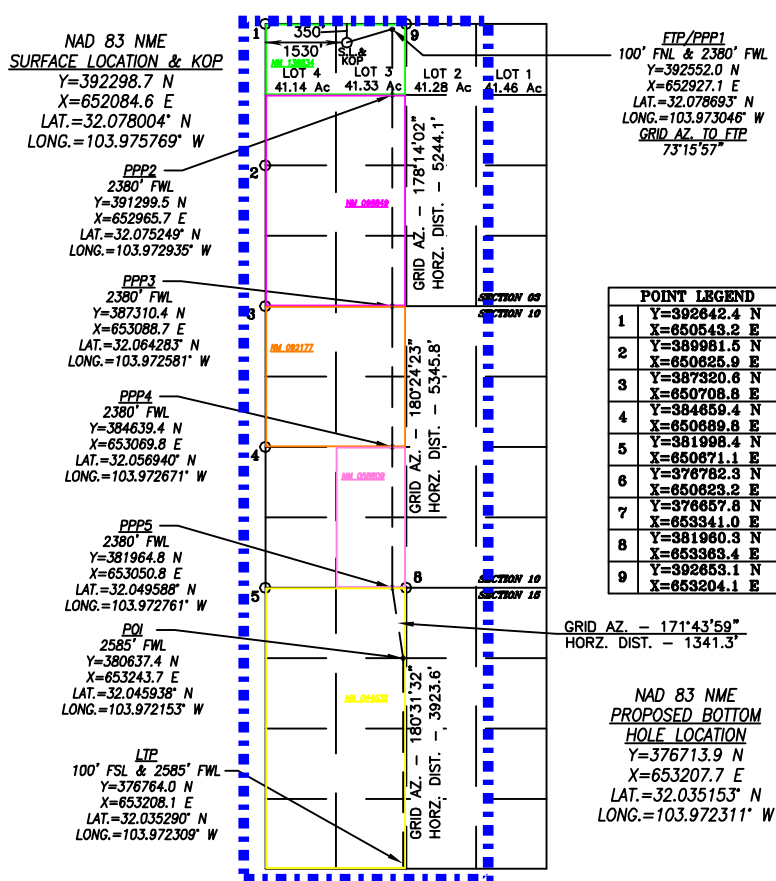 NAD 83 NME
SURFACE LOCATION & KOP
Y=392298.7 N
X=652084.6 E
LAT.=32.078004° N
LONG.=103.975769° W
PPP2
2380' FWL
Y=391299.5 N
X=652965.7 E
LAT.=32.075249° N
LONG.=103.972935° W
PPP3
2380' FWL
Y=387310.4 N
X=653088.7 E
LAT.=32.064283° N
LONG.=103.972581° W
PPP4
2380' FWL
Y=384639.4 N
X=653069.8 E
LAT.=32.056940° N
LONG.=103.972671° W
PPP5
2380' FWL
Y=381964.8 N
X=653050.8 E
LAT.=32.049588° N
LONG.=103.972761° W
POI
2585' FWL
Y=380637.4 N
X=653243.7 E
LAT.=32.045938° N
LONG.=103.972153° W
LTP
100' FSL & 2585' FWL
Y=376764.0 N
X=653208.1 E
LAT.=32.035290° N
LONG.=103.972309° W
1
350'
9
1530'
S.L.&
KOP
LOT 4
41.14 Ac
LOT 3
41.33 Ac
LOT 2
41.28 Ac
LOT 1
41.46 Ac
2
GRID AZ. – 178°14'02"
HORZ. DIST. – 5244.1'
SECTION 03
SECTION 10
3
NM 092177
GRID AZ. – 180°24'23"
HORZ. DIST. – 5345.8'
4
SECTION 10
SECTION 15
5
8
GRID AZ. – 180°31'32"
HORZ. DIST. – 3923.6'
FTP/PPP1
100' FNL & 2380' FWL
Y=392552.0 N
X=652927.1 E
LAT.=32.078693° N
LONG.=103.973046° W
GRID AZ. TO FTP
73°15'57"
POINT LEGEND
1 Y=392642.4 N
X=650543.2 E
2 Y=389981.5 N
X=650625.9 E
3 Y=387320.6 N
X=650708.8 E
4 Y=384659.4 N
X=650689.8 E
5 Y=381998.4 N
X=650671.1 E
6 Y=376782.3 N
X=650623.2 E
7 Y=376657.8 N
X=653341.0 E
8 Y=381960.3 N
X=653363.4 E
9 Y=392653.1 N
X=653204.1 E
GRID AZ. – 171°43'59"
HORZ. DIST. – 1341.3'
NAD 83 NME
PROPOSED BOTTOM
HOLE LOCATION
Y=376713.9 N
X=653207.7 E
LAT.=32.035153° N
LONG.=103.972311° W